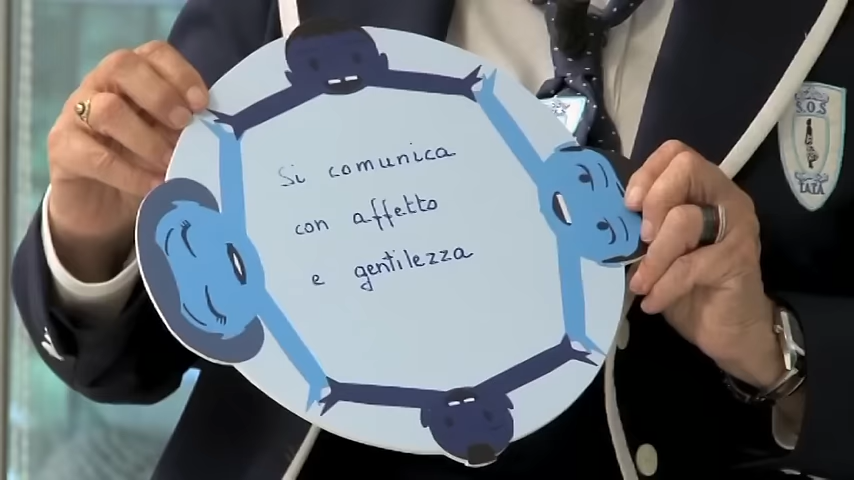 Si comunica
con affetto
e gentilezza
S.O.S
TATA